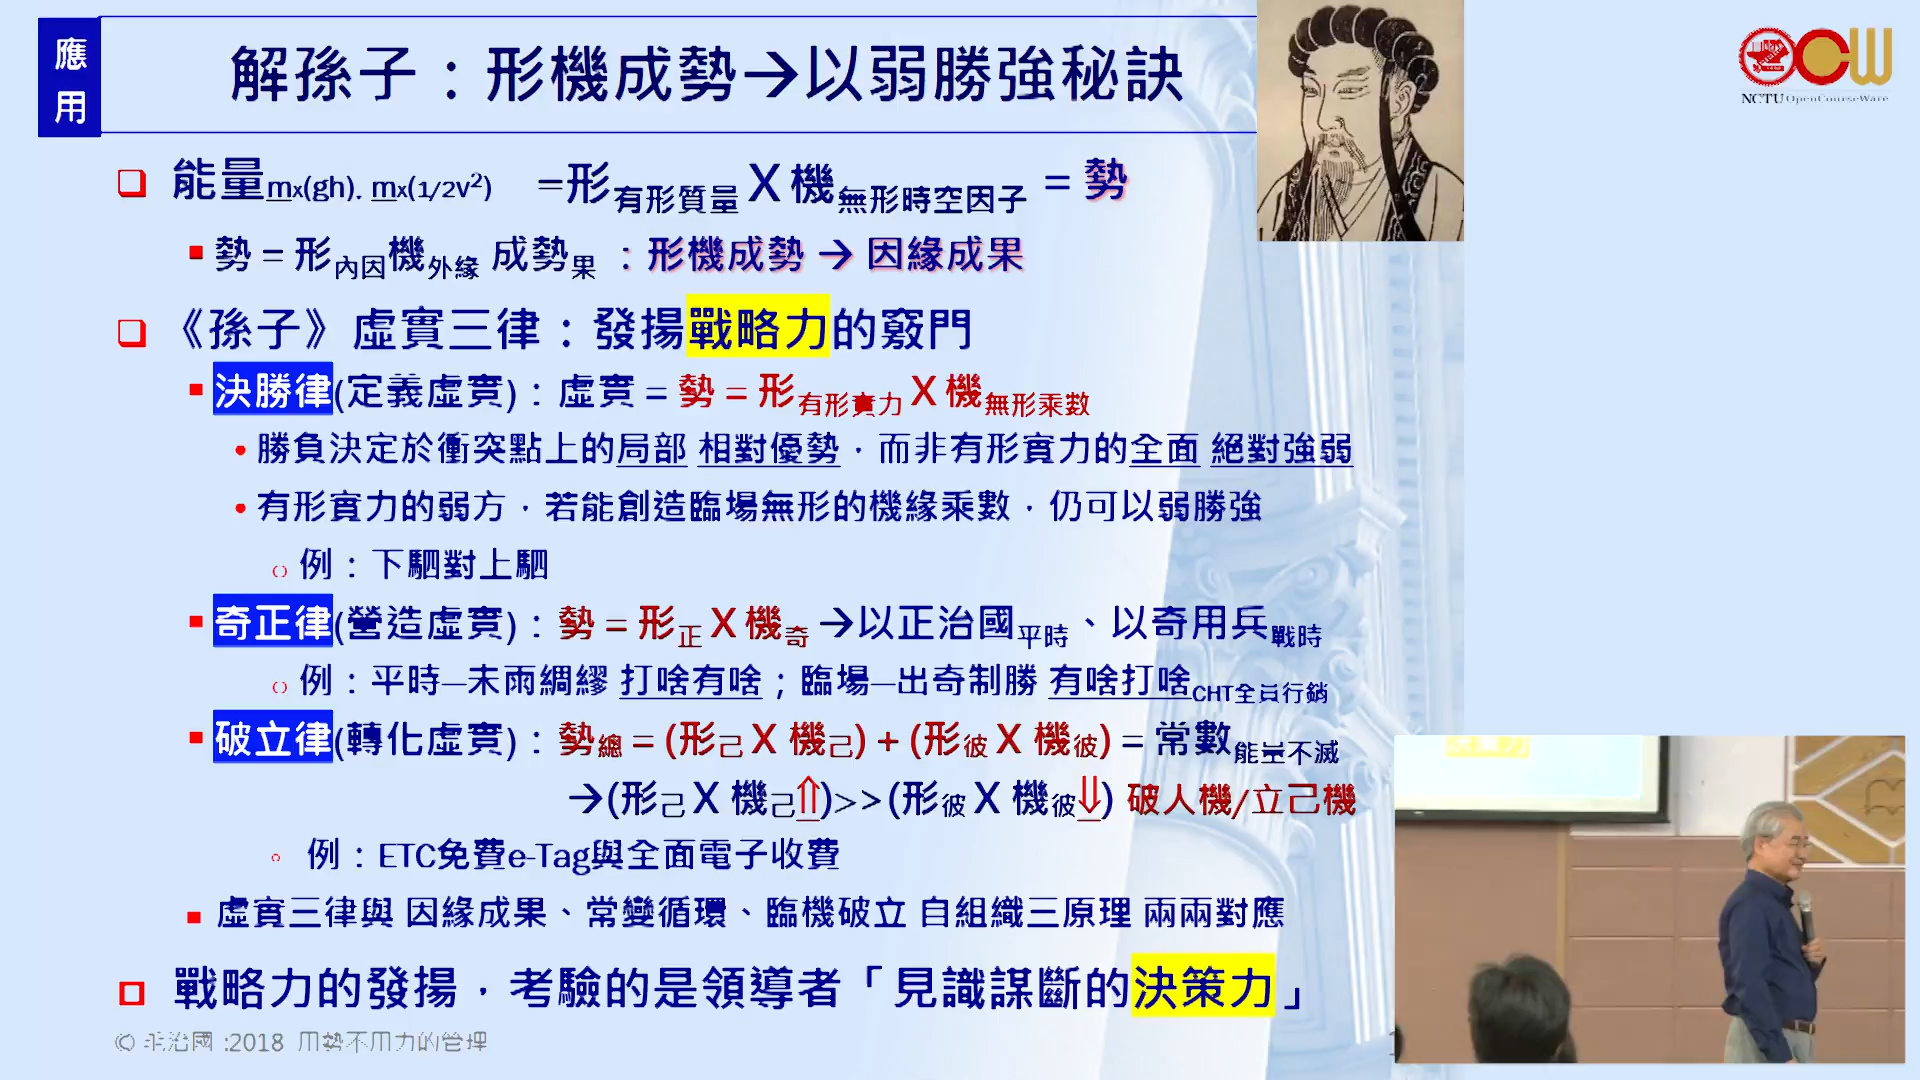 應用
解孫子：形機成勢→以弱勝強秘訣
NCTU OpenCourseWare
能量mx(gh). mx(1/2v²) =形有形質量 X 機無形時空因子 = 勢
勢 = 形內因機外緣 成勢果 ：形機成勢 → 因緣成果
《孫子》虛實三律：發揚戰略力的竅門
決勝律(定義虛實)：虛實 = 勢 = 形有形實力 X 機無形乘數
勝負決定於衝突點上的局部 相對優勢，而非有形實力的全面 絕對強弱
有形實力的弱方，若能創造臨場無形的機緣乘數，仍可以弱勝強
例：下駟對上駟
奇正律(營造虛實)：勢 = 形正 X 機奇 →以正治國平時、以奇用兵戰時
例：平時—未雨綢繆 打啥有啥；臨場—出奇制勝 有啥打啥CHT全員行銷
破立律(轉化虛實)：勢總 = (形己 X 機己) + (形彼 X 機彼) = 常數能量不滅
→(形己 X 機己⇑)>>(形彼 X 機彼⇓) 破人機/立己機
例：ETC免費e-Tag與全面電子收費
虛實三律與 因緣成果、常變循環、臨機破立 自組織三原理 兩兩對應
戰略力的發揚，考驗的是領導者「見識謀斷的決策力」
© 毛治國 :2018 用勢不用力的管理